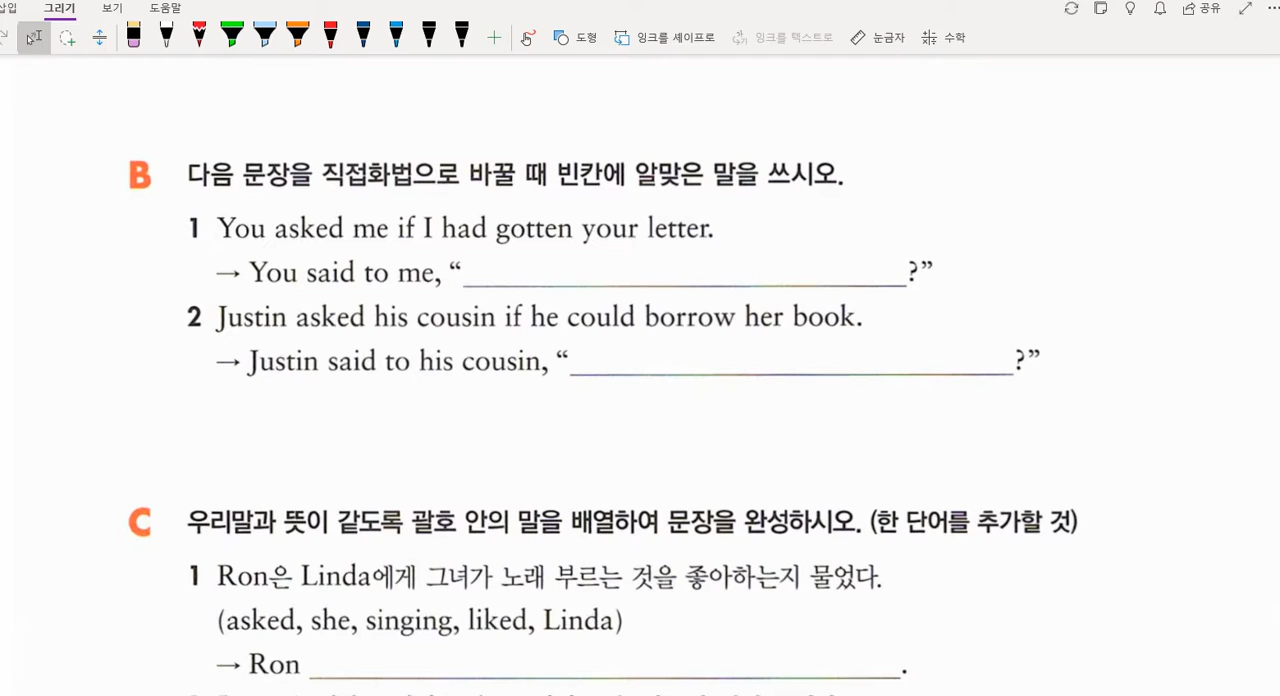 그리기 보기 도움말 공유
도형 잉크를 셰이프로 잉크를 텍스트로 눈금자 수학
B 다음 문장을 직접화법으로 바꿀 때 빈칸에 알맞은 말을 쓰시오.
1 You asked me if I had gotten your letter.
→ You said to me, “____________________?”
2 Justin asked his cousin if he could borrow her book.
→ Justin said to his cousin, “____________________?”
C 우리말과 뜻이 같도록 괄호 안의 말을 배열하여 문장을 완성하시오. (한 단어를 추가할 것)
1 Ron은 Linda에게 그녀가 노래 부르는 것을 좋아하는지 물었다.
(asked, she, singing, liked, Linda)
→ Ron ____________________.